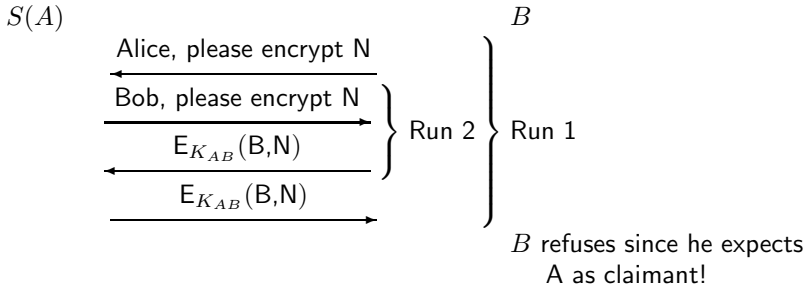 S(A) B
Alice, please encrypt N
Bob, please encrypt N
Run 2 Run 1
E_{K_{AB}}(B,N)
E_{K_{AB}}(B,N)
B refuses since he expects
A as claimant!